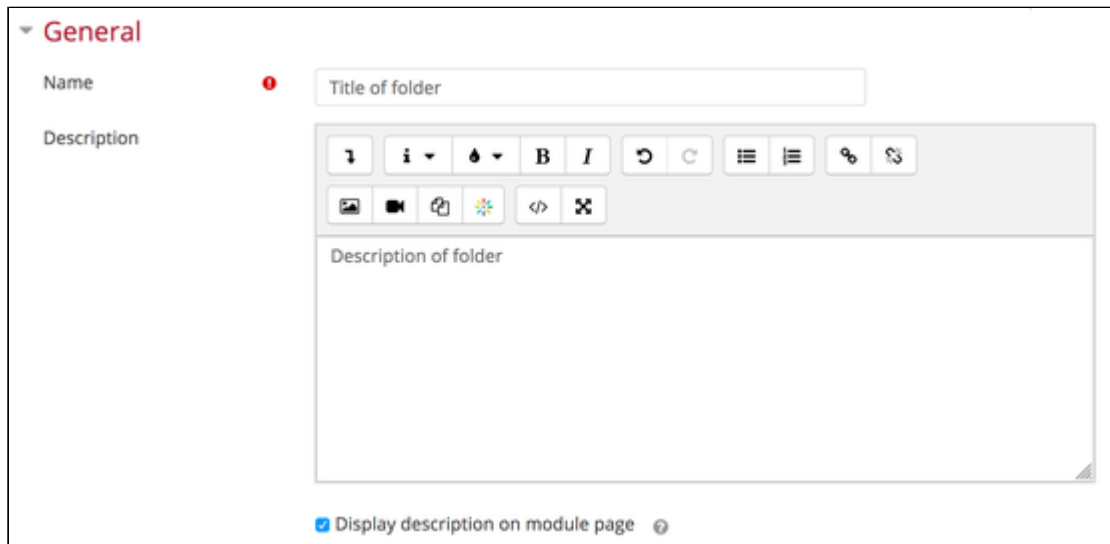 General
Name
Title of folder
Description
i
B I
Description of folder
Display description on module page